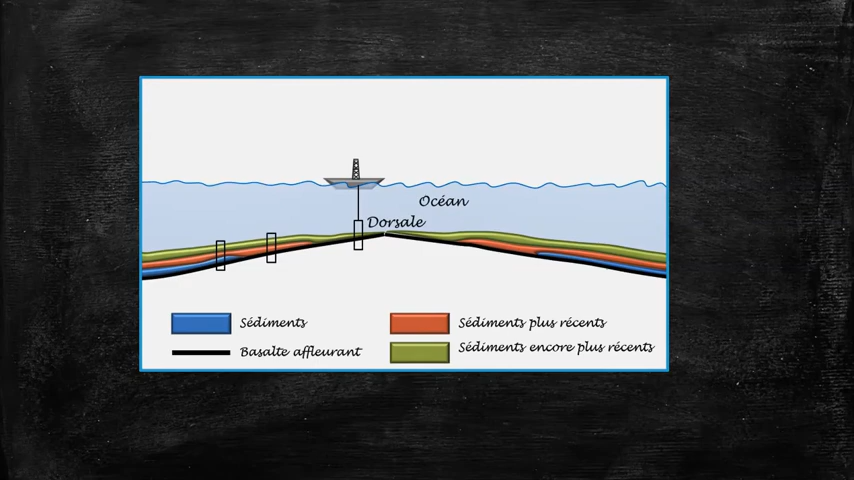 Océan
Dorsale
Sédiments
Sédiments plus récents
Basalte affleurant
Sédiments encore plus récents